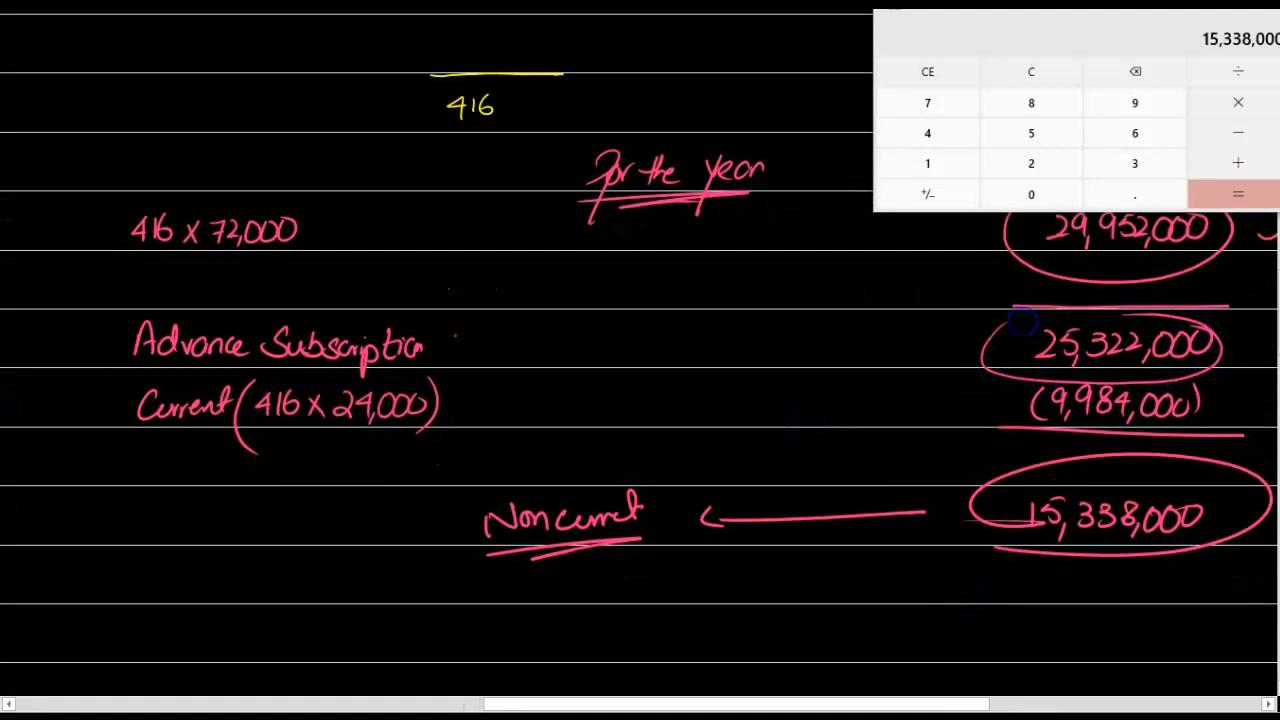 15,338,000
CE C ⌫ ÷
7 8 9 ×
4 5 6 −
1 2 3 +
+/− 0 . =
416
For the year
416 x 72,000 29,952,000
Advance Subscription 25,322,000
Current (416 x 24,000) (9,984,000)
Non current ← 15,338,000